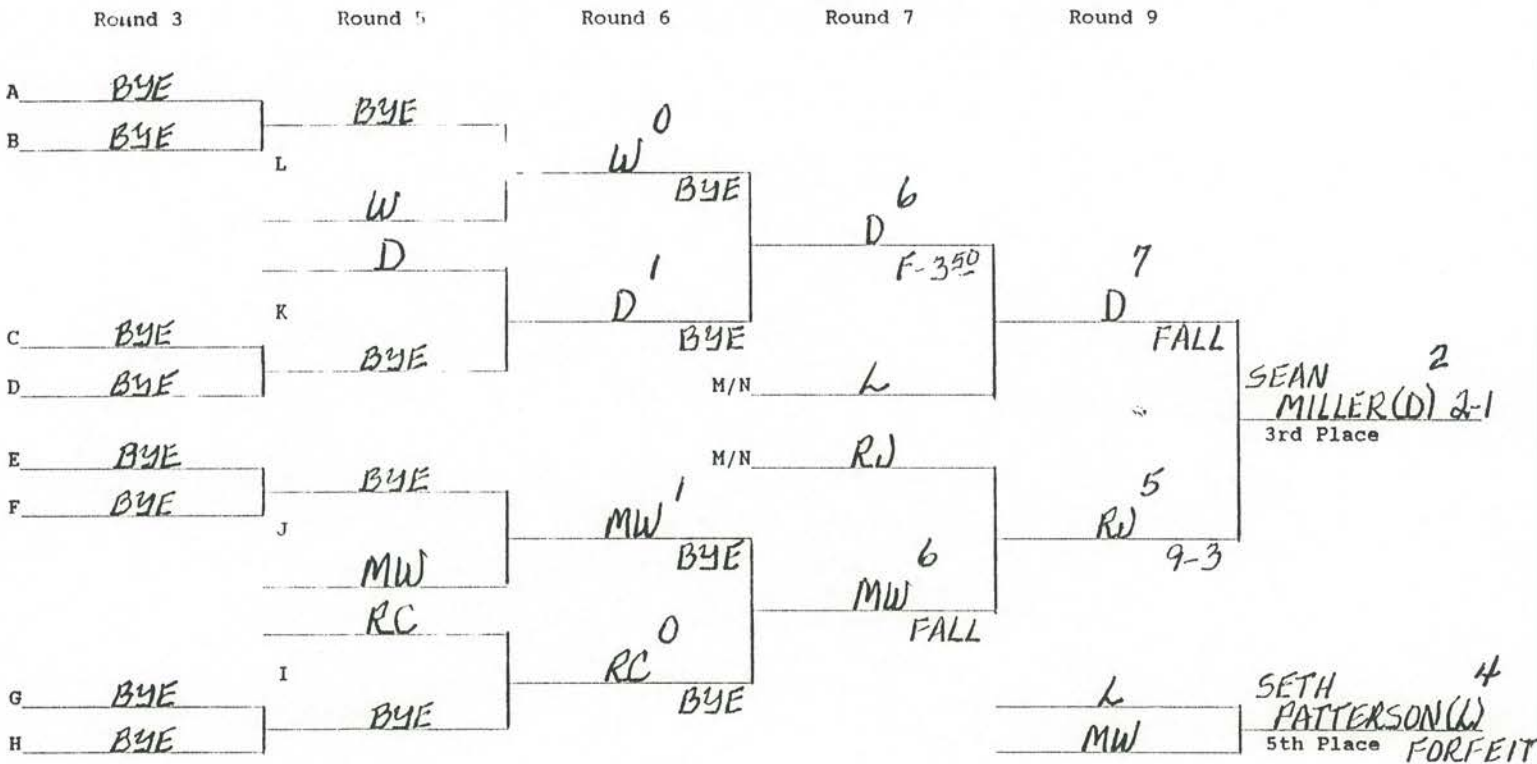 Round 3 Round 5 Round 6 Round 7 Round 9
A BYE
B BYE
BYE
L
W
D
K
C BYE
D BYE
BYE
E BYE
F BYE
BYE
J
MW
RC
I
G BYE
H BYE
BYE
W 0
BYE
D 1
BYE
MW 1
BYE
RC 0
BYE
D 6
F-3 50
M/N L
M/N RJ
MW 6
FALL
D 7
FALL
RJ 5
9-3
L
MW
SEAN 2
MILLER(D) 2-1
3rd Place
SETH 4
PATTERSON(L)
5th Place FORFEIT